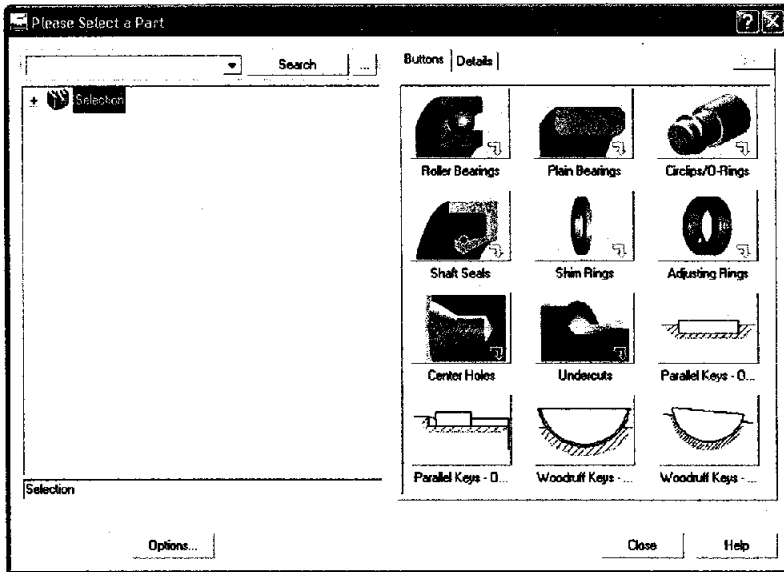 Please Select a Part
Search ...
Selection
Selection
Options...
Buttons Details
Roller Bearings Plain Bearings Circlips/O-Rings
Shaft Seals Shim Rings Adjusting Rings
Center Holes Undercuts Parallel Keys - O...
Parallel Keys - O... Woodruff Keys - ... Woodruff Keys - ...
Close Help